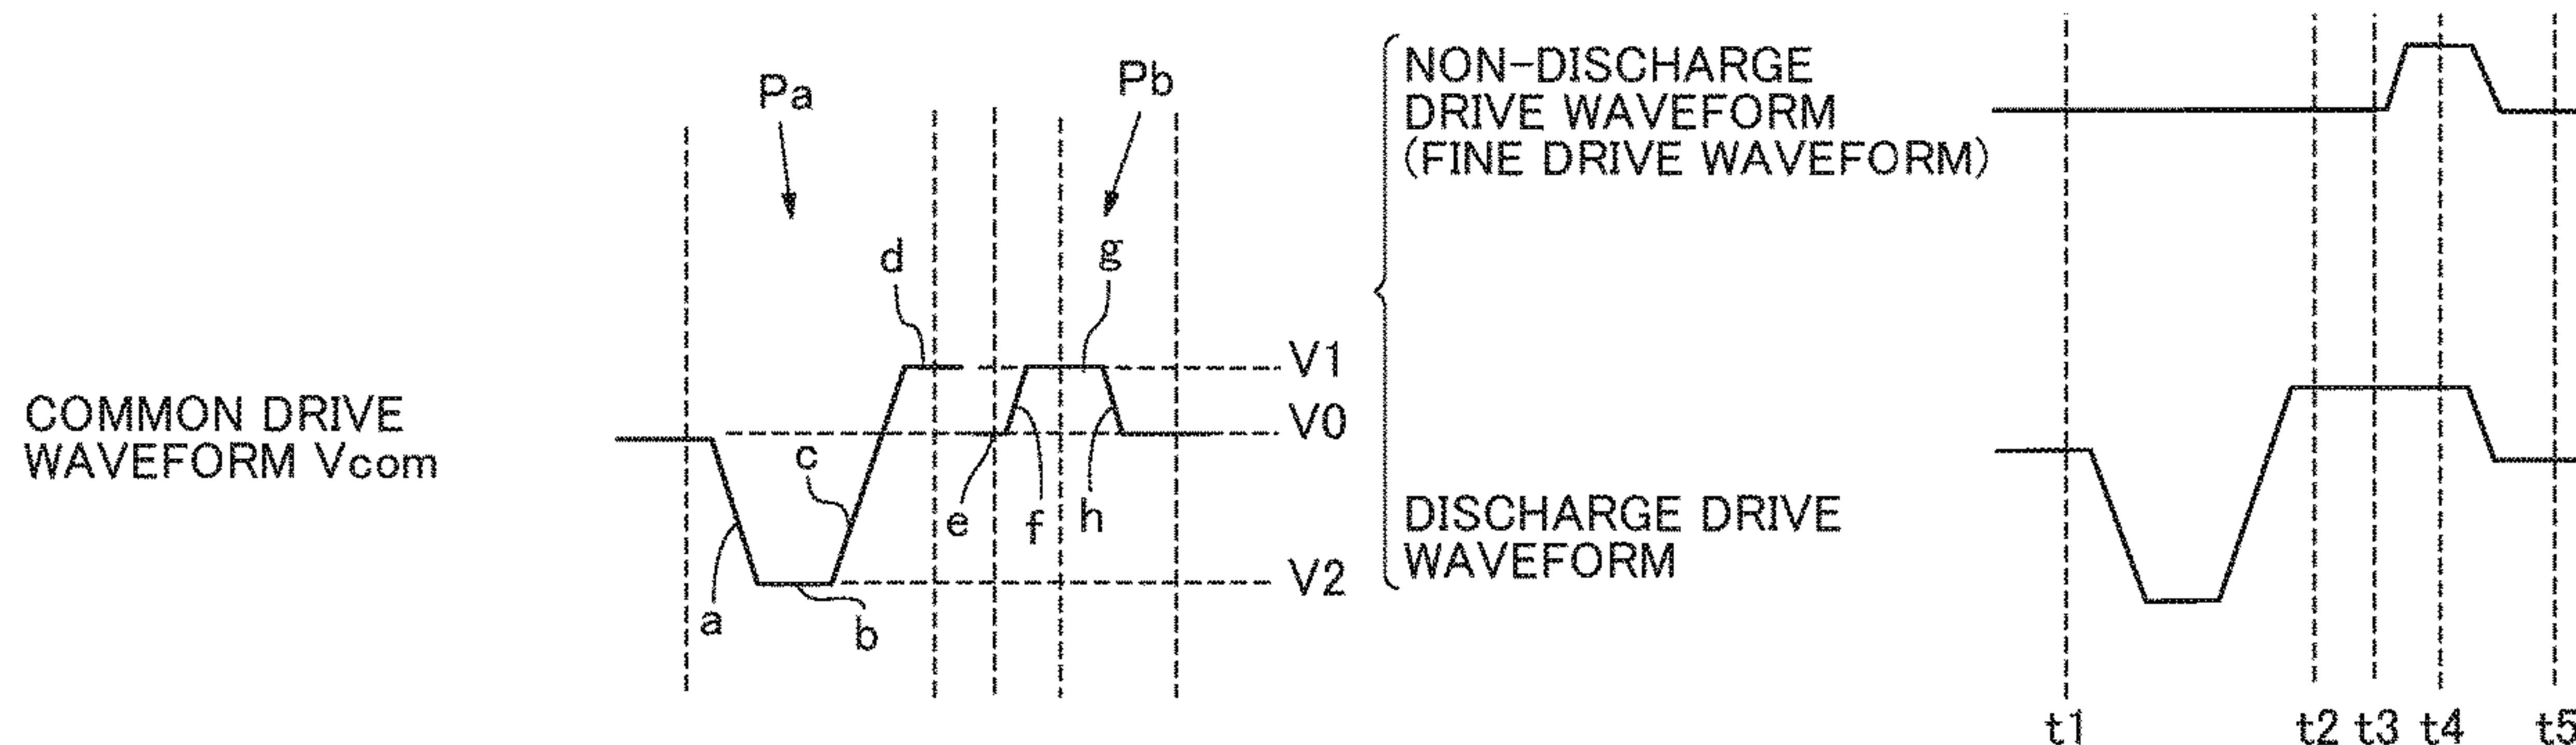 COMMON DRIVE
WAVEFORM Vcom
Pa
Pb
d
g
c
e
f
h
a
b
V1
V0
V2
NON-DISCHARGE
DRIVE WAVEFORM
(FINE DRIVE WAVEFORM)
DISCHARGE DRIVE
WAVEFORM
t1
t2
t3
t4
t5